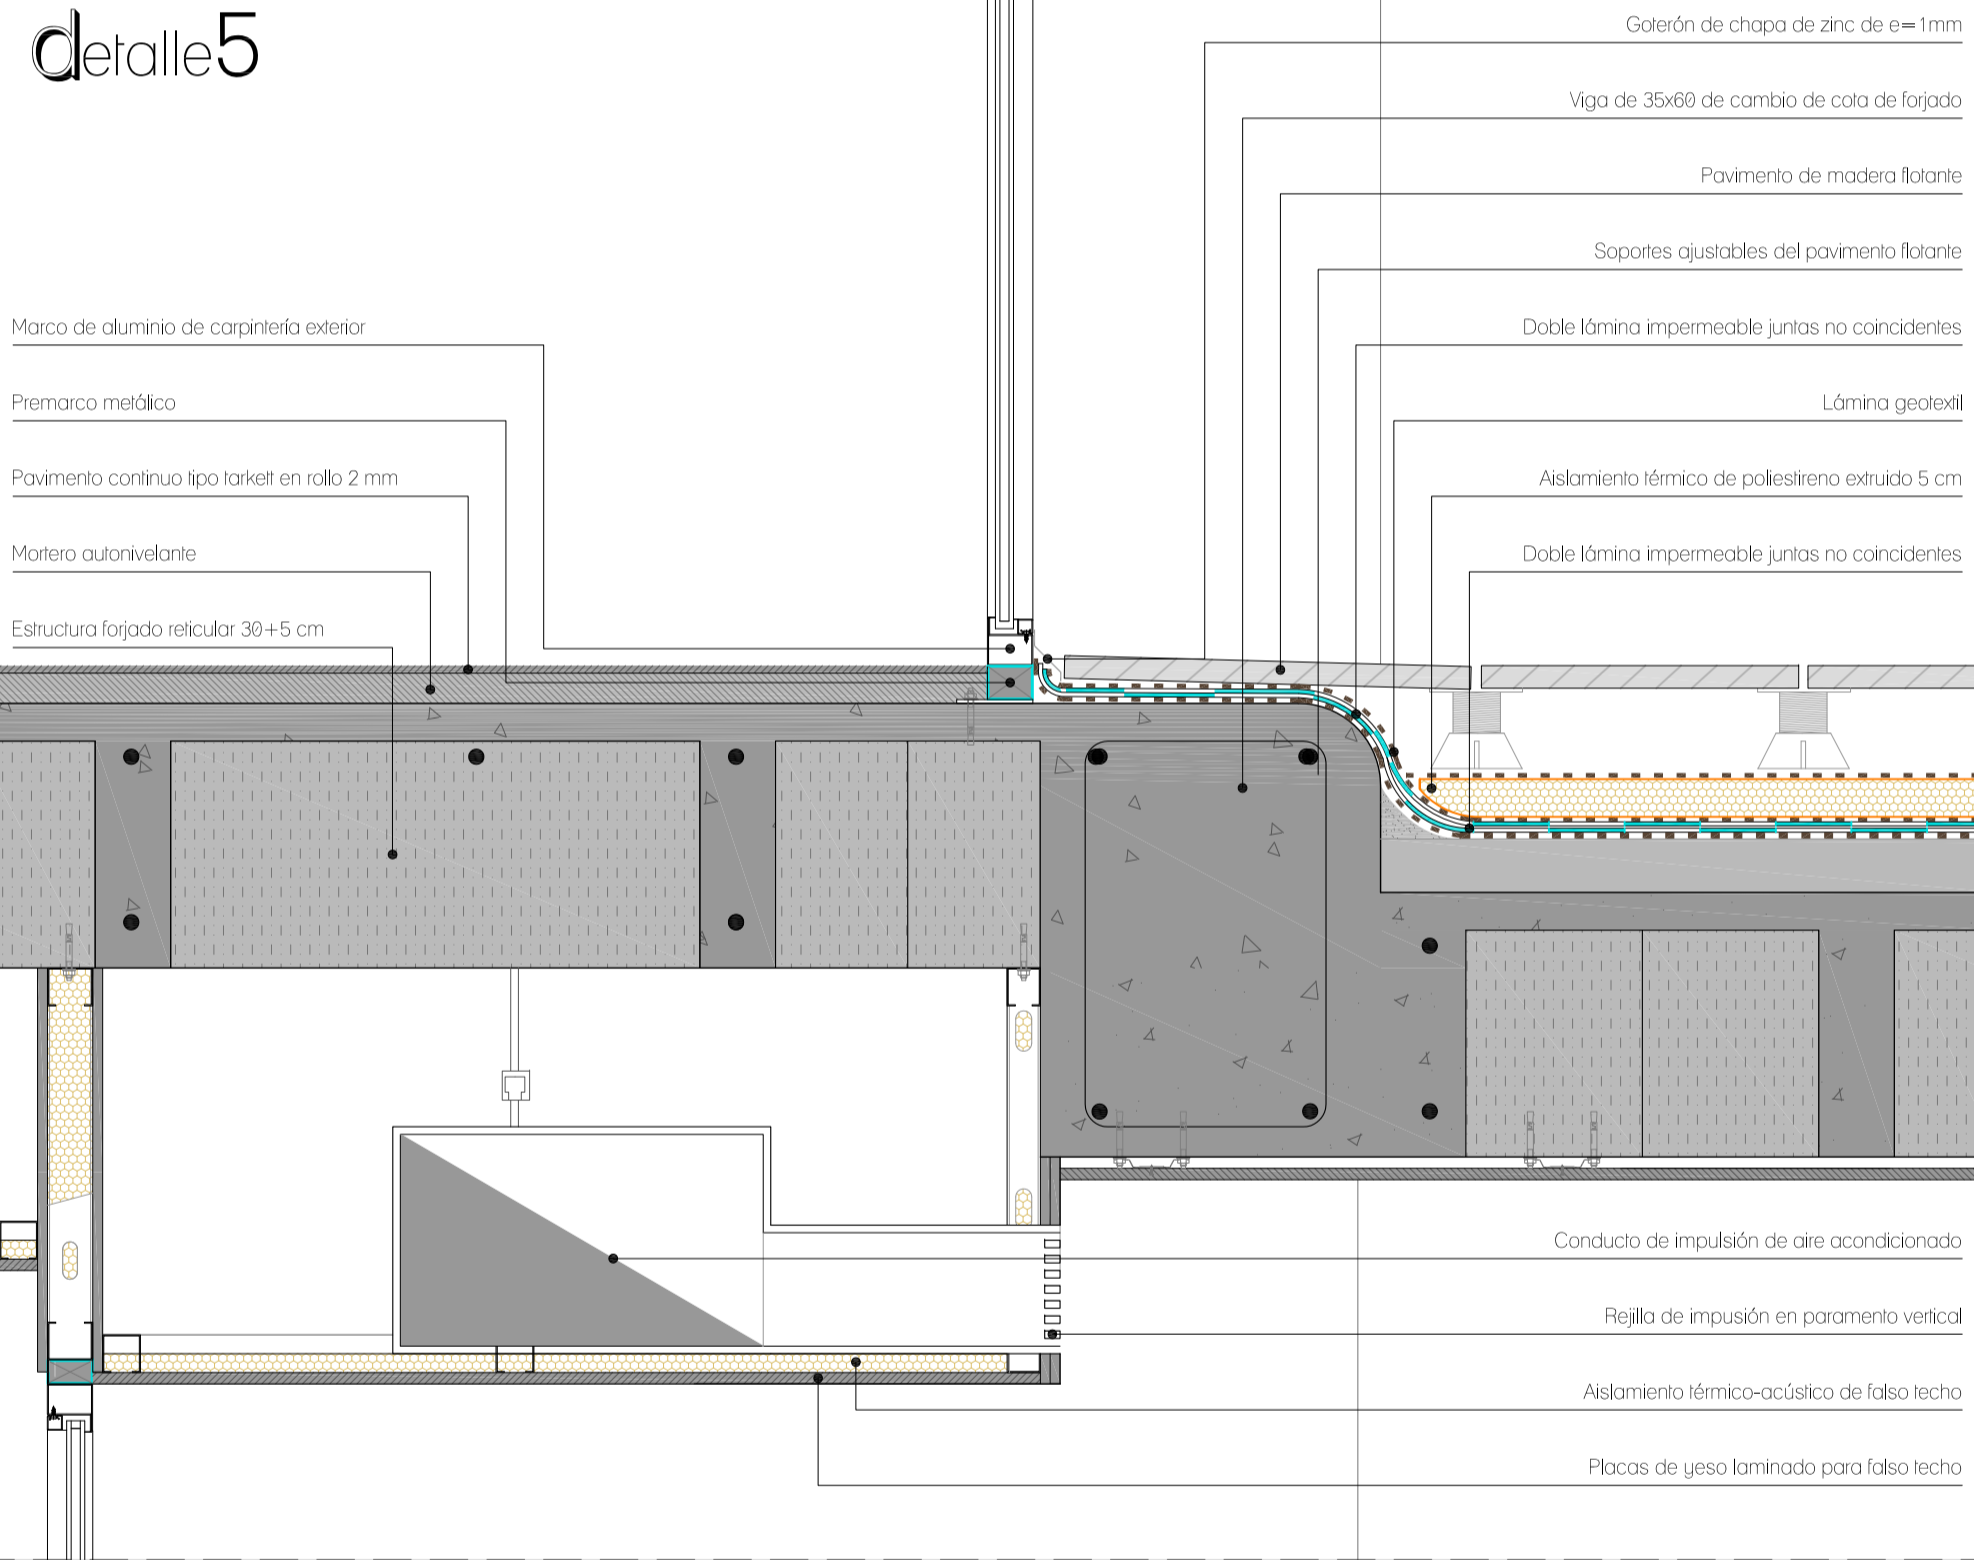 detalle5
Marco de aluminio de carpintería exterior
Premarco metálico
Pavimento continuo tipo tarkett en rollo 2 mm
Mortero autonivelante
Estructura forjado reticular 30+5 cm
Goterón de chapa de zinc de e=1mm
Viga de 35x60 de cambio de cota de forjado
Pavimento de madera flotante
Soportes ajustables del pavimento flotante
Doble lámina impermeable juntas no coincidentes
Lámina geotextil
Aislamiento térmico de poliestireno extruido 5 cm
Doble lámina impermeable juntas no coincidentes
Conducto de impulsión de aire acondicionado
Rejilla de impusión en paramento vertical
Aislamiento térmico-acústico de falso techo
Placas de yeso laminado para falso techo